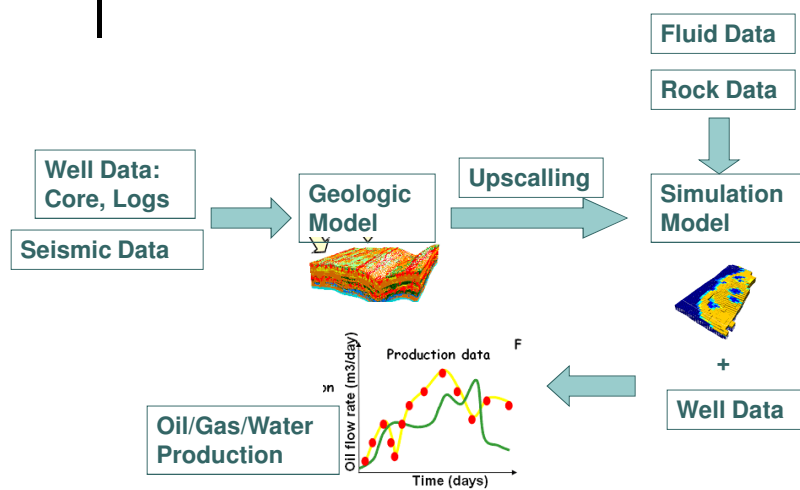 Fluid Data
Rock Data
Well Data:
Core, Logs
Seismic Data
Geologic
Model
Upscalling
Simulation
Model
+
Well Data
F
Production data
Oil flow rate (m3/day)
Time (days)
Oil/Gas/Water
Production